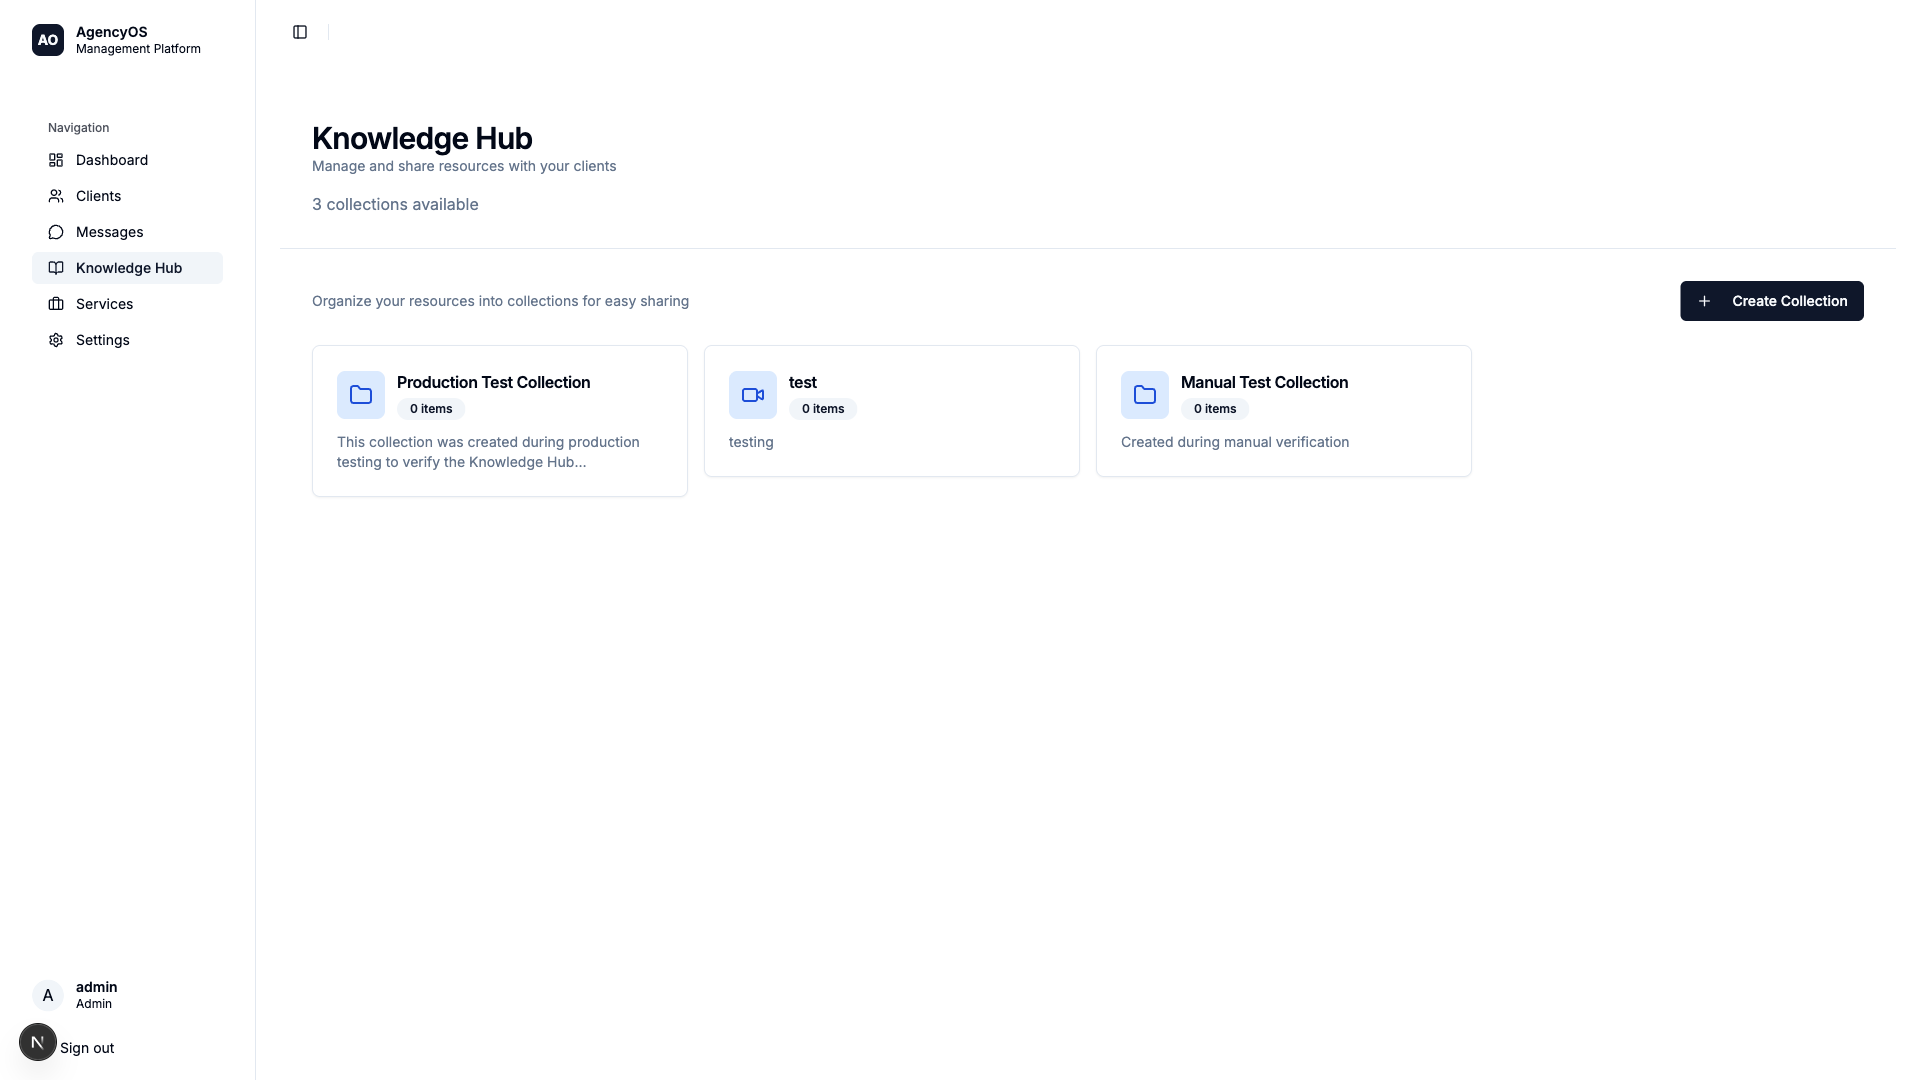 AO
AgencyOS
Management Platform
Navigation
Dashboard
Clients
Messages
Knowledge Hub
Services
Settings
A
admin
Admin
N
Sign out
Knowledge Hub
Manage and share resources with your clients
3 collections available
Organize your resources into collections for easy sharing
Create Collection
Production Test Collection
0 items
This collection was created during production
testing to verify the Knowledge Hub...
test
0 items
testing
Manual Test Collection
0 items
Created during manual verification